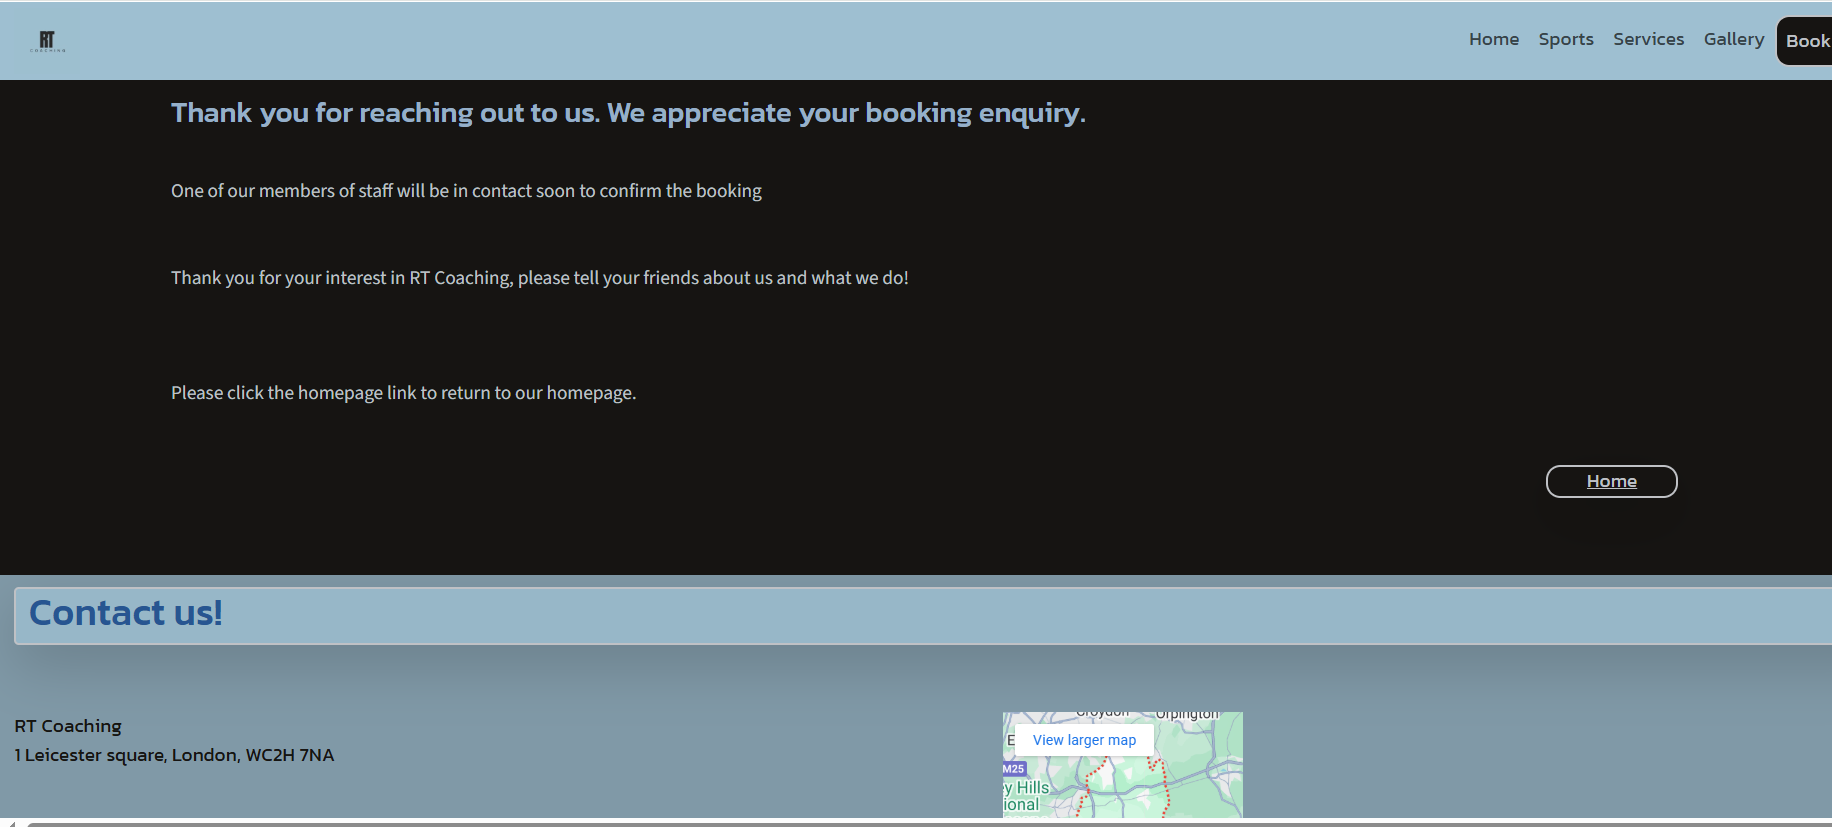 RT
COACHING
Home Sports Services Gallery Book
Thank you for reaching out to us. We appreciate your booking enquiry.
One of our members of staff will be in contact soon to confirm the booking
Thank you for your interest in RT Coaching, please tell your friends about us and what we do!
Please click the homepage link to return to our homepage.
Home
Contact us!
RT Coaching
1 Leicester square, London, WC2H 7NA
Croydon Orpington
E
View larger map
M25
y Hills
ional